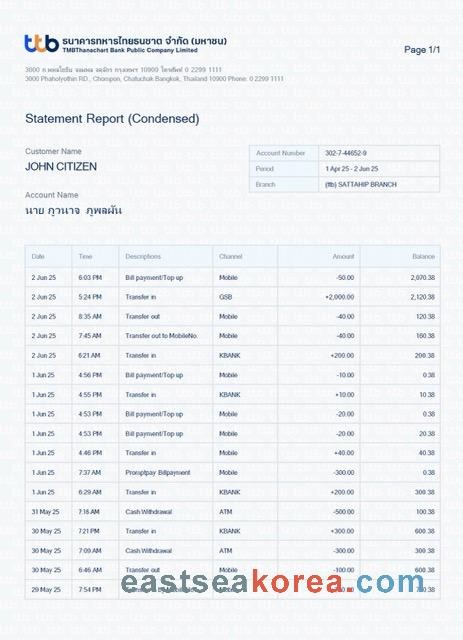 ttb ธนาคารทหารไทยธนชาต จำกัด (มหาชน)
TMBThanachart Bank Public Company Limited
Page 1/1
3000 ถ.พหลโยธิน จอมพล จตุจักร กรุงเทพฯ 10900 โทรศัพท์ 0 2299 1111
3000 Phaholyothin RD., Chompon, Chatuchak Bangkok, Thailand 10900 Phone: 0 2299 1111
Statement Report (Condensed)
Customer Name
JOHN CITIZEN
Account Number 302-7-44652-9
Period 1 Apr 25 - 2 Jun 25
Branch (ttb) SATTAHIP BRANCH
Account Name
นาย ภูวนาจ ภูพลผัน
Date Time Descriptions Channel Amount Balance
2 Jun 25 6:03 PM Bill payment/Top up Mobile -50.00 2,070.38
2 Jun 25 5:24 PM Transfer in GSB +2,000.00 2,120.38
2 Jun 25 8:35 AM Transfer out Mobile -40.00 120.38
2 Jun 25 7:45 AM Transfer out to MobileNo. Mobile -40.00 160.38
2 Jun 25 6:21 AM Transfer in KBANK +200.00 200.38
1 Jun 25 4:56 PM Bill payment/Top up Mobile -10.00 0.38
1 Jun 25 4:55 PM Transfer in KBANK +10.00 10.38
1 Jun 25 4:53 PM Bill payment/Top up Mobile -20.00 0.38
1 Jun 25 4:53 PM Bill payment/Top up Mobile -20.00 20.38
1 Jun 25 4:46 PM Transfer in Mobile +40.00 40.38
1 Jun 25 7:37 AM Promptpay Billpayment Mobile -300.00 0.38
1 Jun 25 6:29 AM Transfer in KBANK +200.00 300.38
31 May 25 7:16 AM Cash Withdrawal ATM -500.00 100.38
30 May 25 7:21 PM Transfer in KBANK +300.00 600.38
30 May 25 7:09 AM Cash Withdrawal ATM -300.00 300.38
30 May 25 6:46 AM Transfer out Mobile -100.00 600.38
29 May 25 7:54 PM
eastseakorea.com